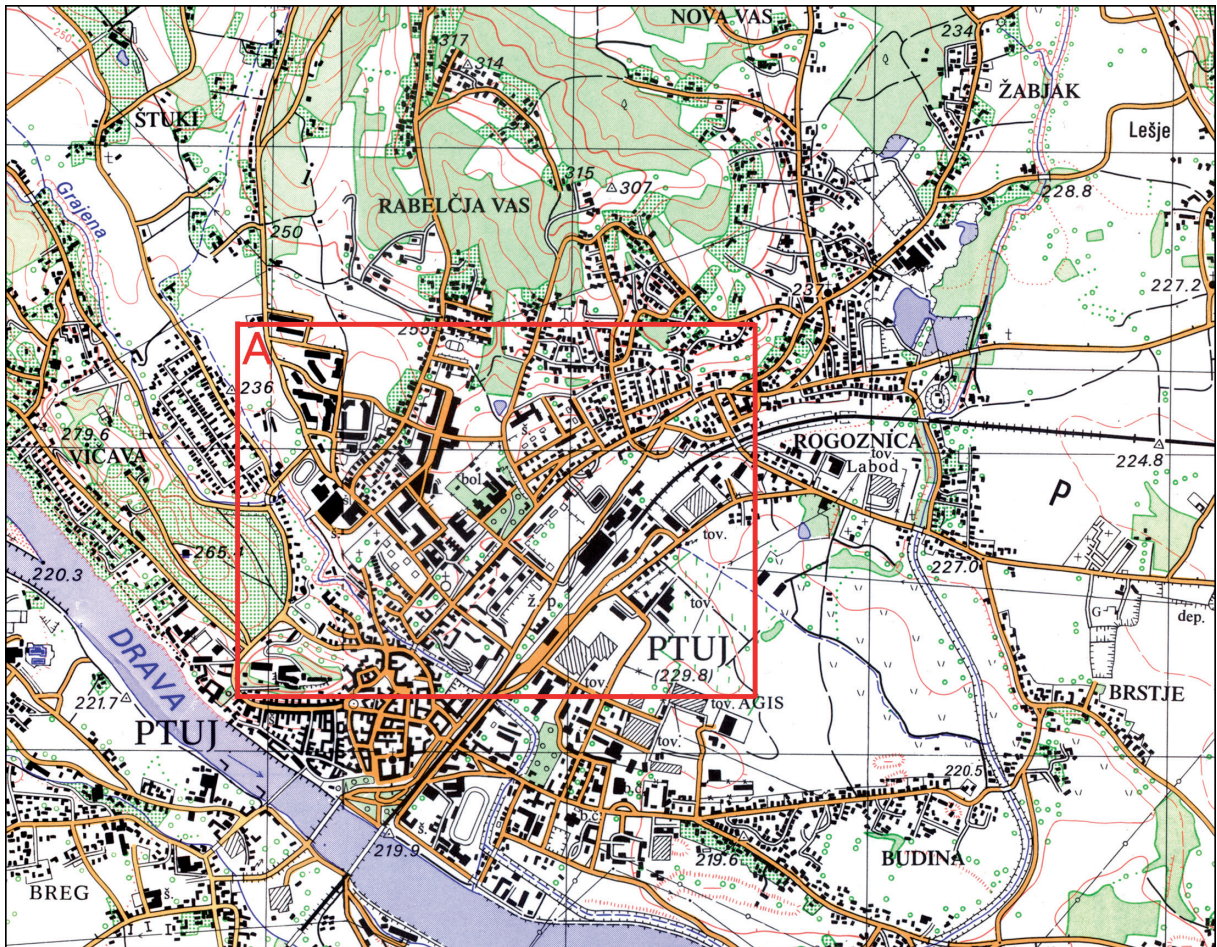 NOVA VAS
250
317
314
234
ŽABJAK
ŠTUKI
Lešje
Grajena
315
307
228.8
RABELČJA VAS
250
237
227.2
255
A
236
279.6
VIČAVA
ROGOZNICA
tov.
Labod
224.8
bol.
P
š.
265.4
tov.
220.3
227.0
G
dep.
ž. p.
tov.
DRAVA
PTUJ
(229.8)
tov.
221.7
tov. AGIS
BRSTJE
PTUJ
tov.
220.5
b.c.
š.
219.9
219.6
BUDINA
BREG
š.